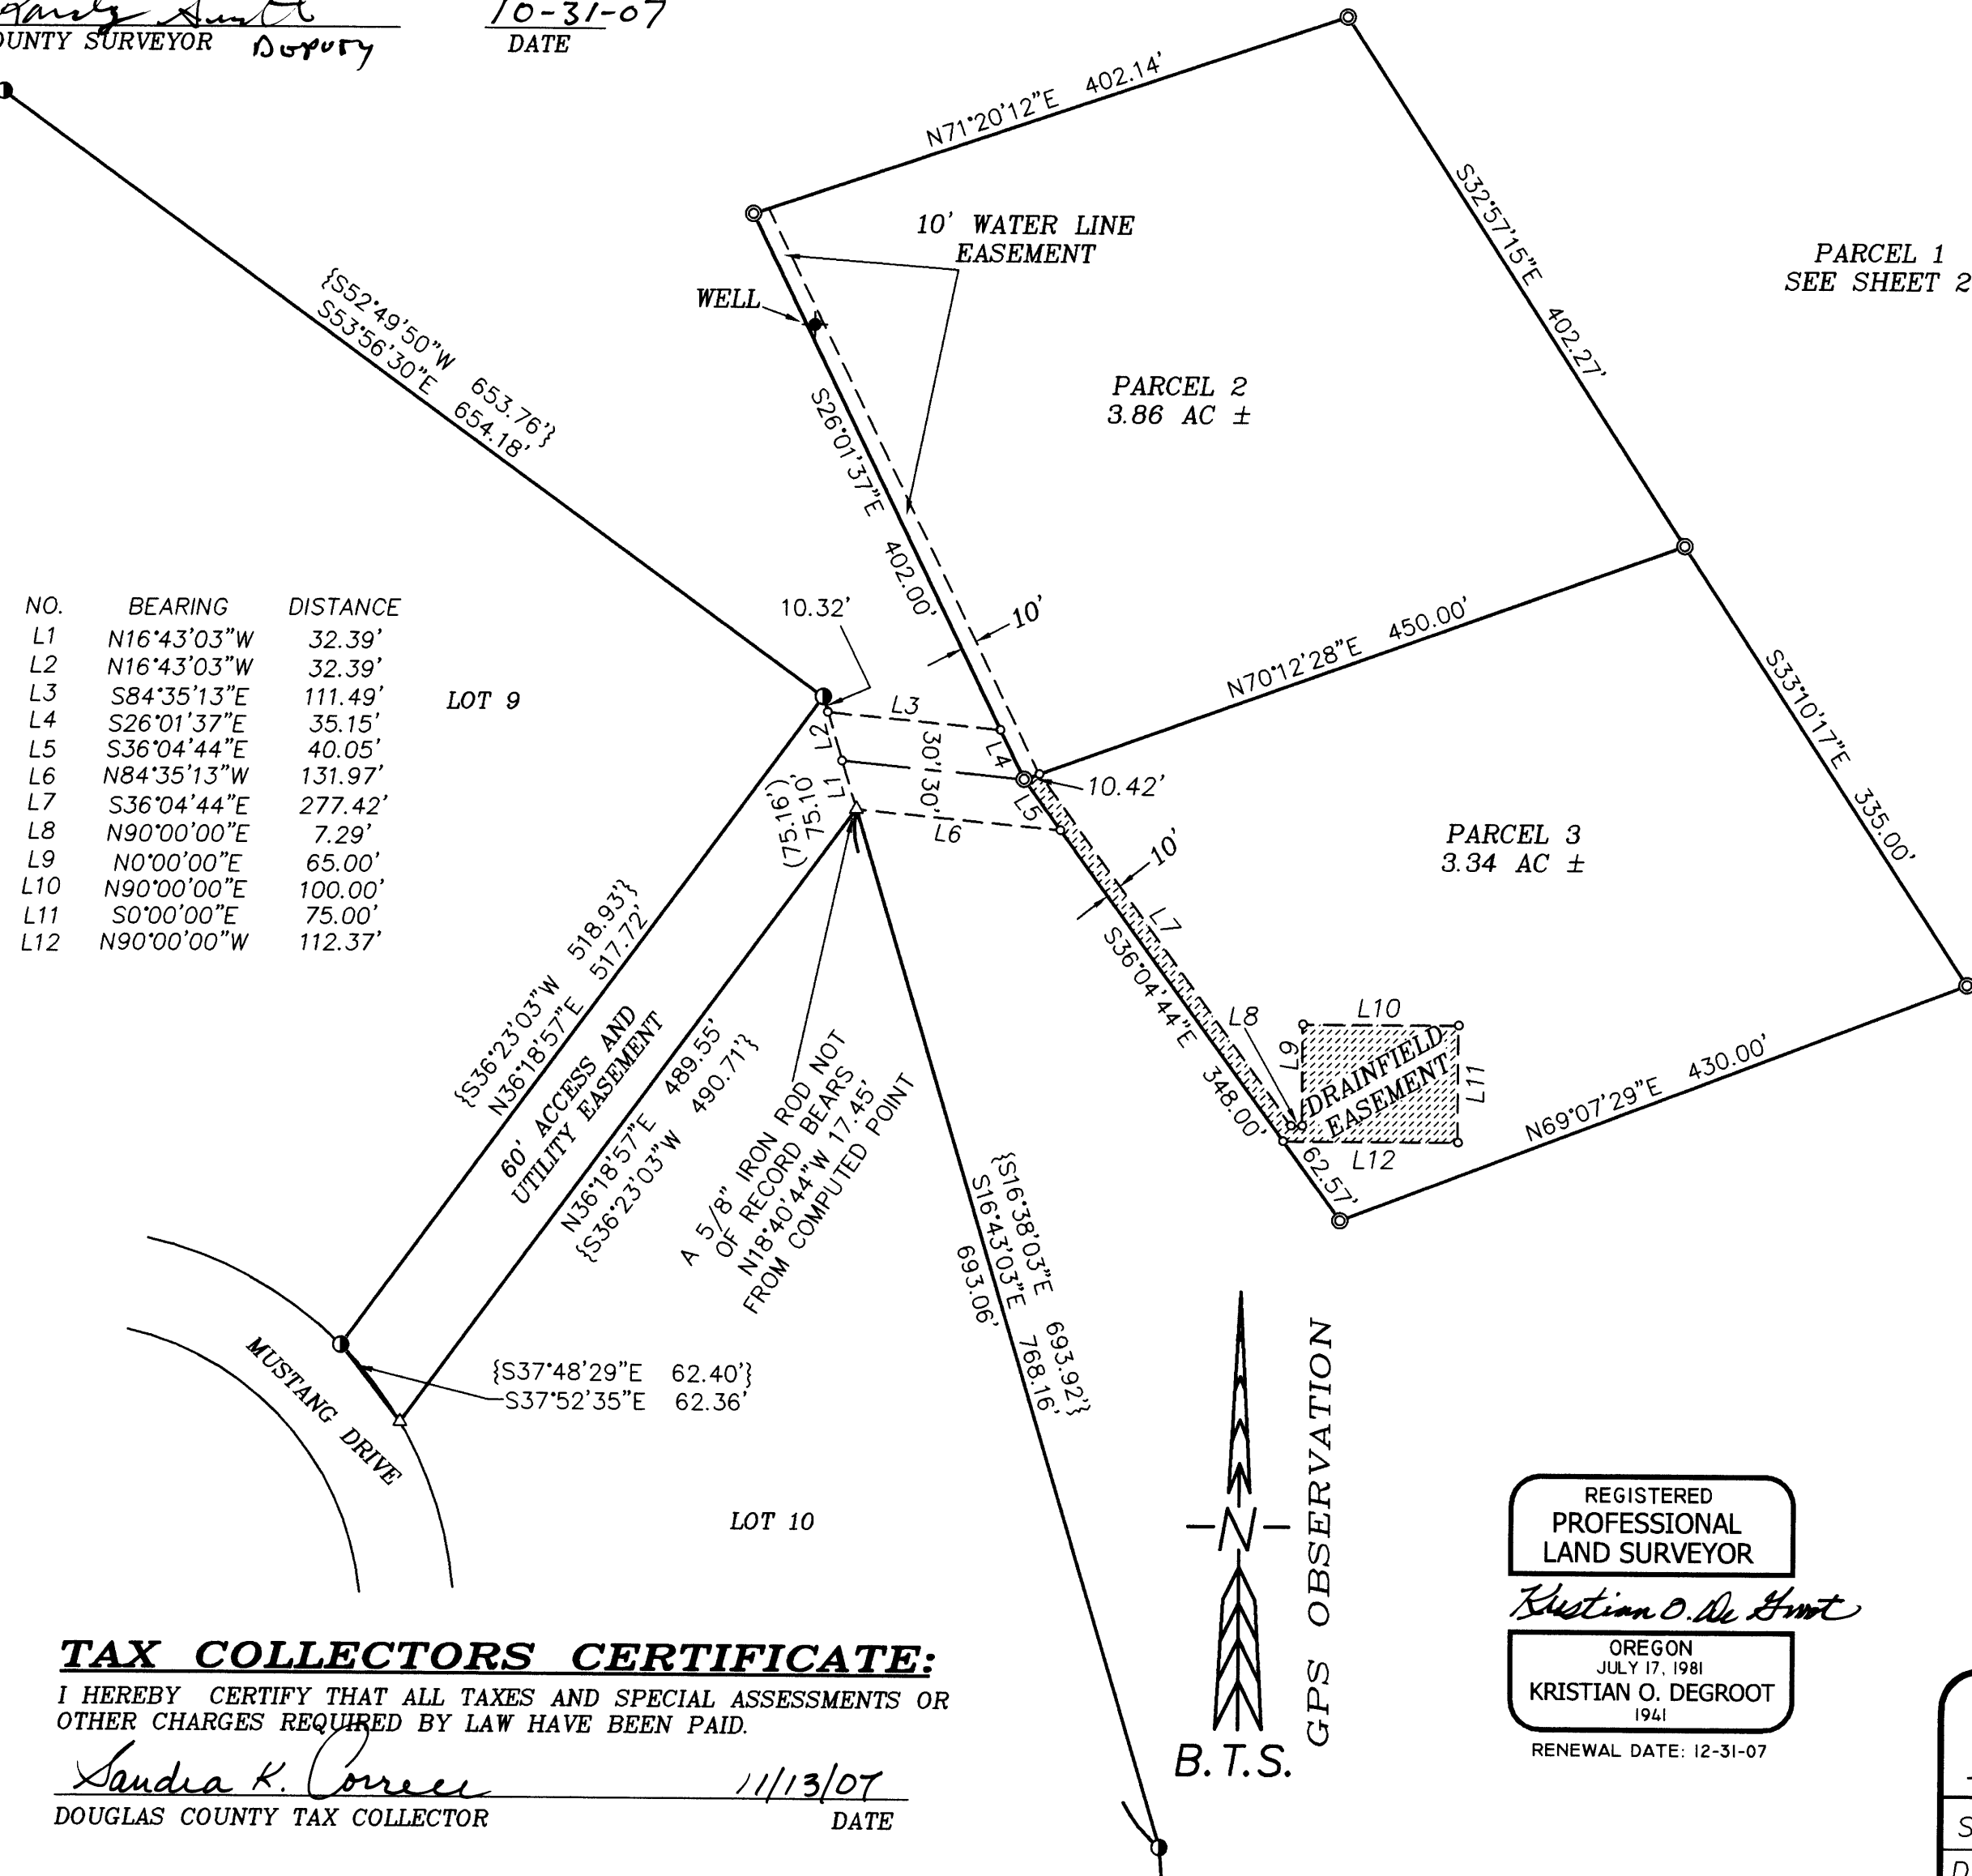 COUNTY SURVEYOR Deputy
10-31-07
DATE
N71°20'12"E 402.14'
S32°57'15"E 402.27'
10' WATER LINE
EASEMENT
WELL
PARCEL 1
SEE SHEET 2
PARCEL 2
3.86 AC ±
{S52°49'50"W 653.76'}
S53°56'30"E 654.18'
S26°01'37"E 402.00'
10'
N70°12'28"E 450.00'
S33°10'17"E 335.00'
NO. BEARING DISTANCE
L1 N16°43'03"W 32.39'
L2 N16°43'03"W 32.39'
L3 S84°35'13"E 111.49'
L4 S26°01'37"E 35.15'
L5 S36°04'44"E 40.05'
L6 N84°35'13"W 131.97'
L7 S36°04'44"E 277.42'
L8 N90°00'00"E 7.29'
L9 N0°00'00"E 65.00'
L10 N90°00'00"E 100.00'
L11 S0°00'00"E 75.00'
L12 N90°00'00"W 112.37'
LOT 9
10.32'
L3
L2
L4
30'
30'
L1
L5
L6
10.42'
75.10'
(75.16')
PARCEL 3
3.34 AC ±
10'
L7
S36°04'44"E 348.00'
L8
L9
L10
L11
L12
DRAINFIELD
EASEMENT
62.57'
N69°07'29"E 430.00'
{S36°23'03"W 518.93'}
N36°18'57"E 517.72'
60' ACCESS AND
UTILITY EASEMENT
N36°18'57"E 489.55'
{S36°23'03"W 490.71'}
A 5/8" IRON ROD NOT
OF RECORD BEARS
N18°40'44"W 17.45'
FROM COMPUTED POINT
{S16°38'03"E 693.92'}
S16°43'03"E 768.16'
693.06'
{S37°48'29"E 62.40'}
S37°52'35"E 62.36'
MUSTANG DRIVE
LOT 10
N
GPS OBSERVATION
B.T.S.
REGISTERED
PROFESSIONAL
LAND SURVEYOR
Kristian O. De Groot
OREGON
JULY 17, 1981
KRISTIAN O. DEGROOT
1941
RENEWAL DATE: 12-31-07
TAX COLLECTORS CERTIFICATE:
I HEREBY CERTIFY THAT ALL TAXES AND SPECIAL ASSESSMENTS OR
OTHER CHARGES REQUIRED BY LAW HAVE BEEN PAID.
Sandra K. Correll 11/13/07
DOUGLAS COUNTY TAX COLLECTOR DATE